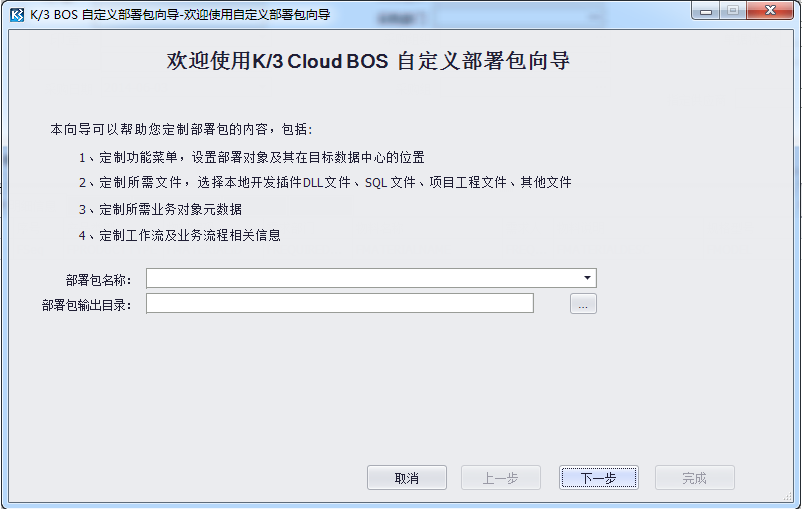 K/3 BOS 自定义部署包向导-欢迎使用自定义部署包向导
欢迎使用K/3 Cloud BOS 自定义部署包向导
本向导可以帮助您定制部署包的内容，包括:
1、定制功能菜单，设置部署对象及其在目标数据中心的位置
2、定制所需文件，选择本地开发插件DLL文件、SQL文件、项目工程文件、其他文件
3、定制所需业务对象元数据
4、定制工作流及业务流程相关信息
部署包名称:
部署包输出目录:
...
取消
上一步
下一步
完成